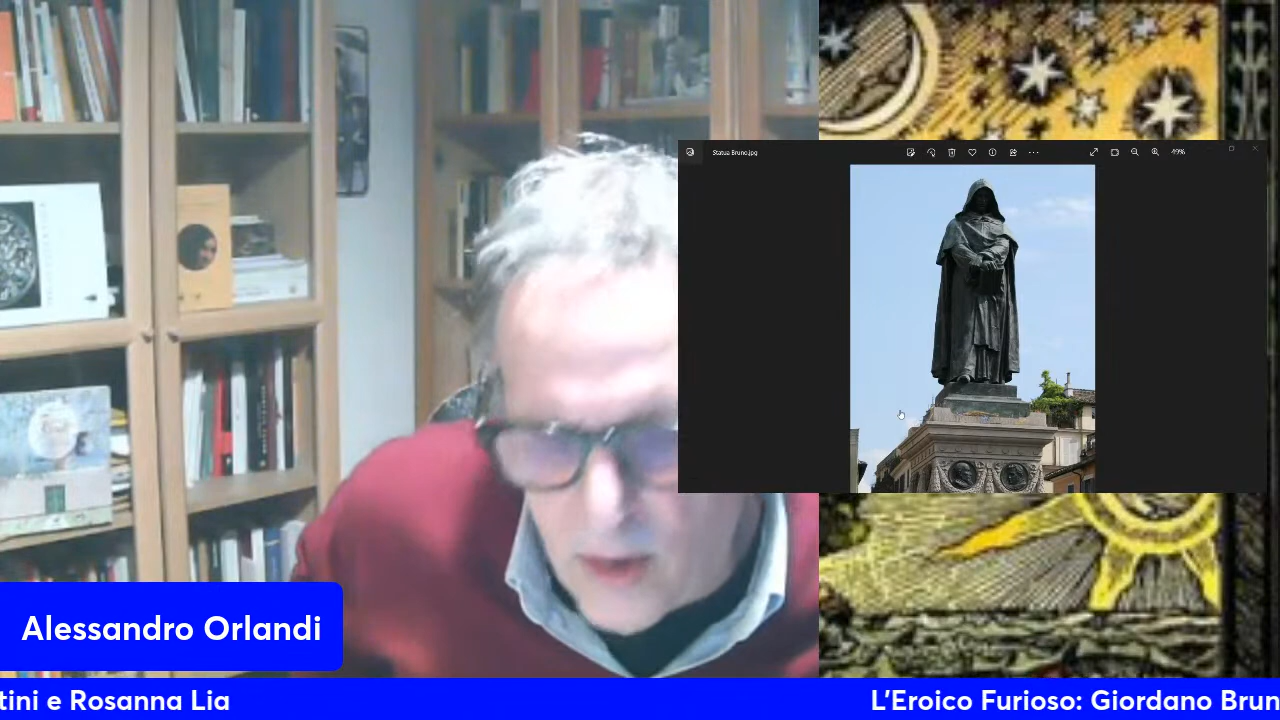 Statua Bruno.jpg
49%
Alessandro Orlandi
tini e Rosanna Lia
L'Eroico Furioso: Giordano Brun